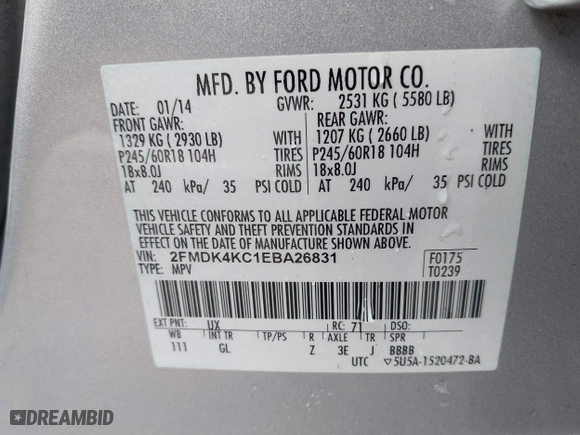 MFD. BY FORD MOTOR CO.
DATE: 01/14 GVWR: 2531 KG ( 5580 LB)
FRONT GAWR: REAR GAWR:
1329 KG ( 2930 LB) WITH 1207 KG ( 2660 LB) WITH
P245/60R18 104H TIRES P245/60R18 104H TIRES
18x8.0J RIMS 18x8.0J RIMS
AT 240 kPa/ 35 PSI COLD AT 240 kPa/ 35 PSI COLD
THIS VEHICLE CONFORMS TO ALL APPLICABLE FEDERAL MOTOR
VEHICLE SAFETY, BUMPER AND THEFT PREVENTION STANDARDS IN
EFFECT ON THE DATE OF MANUFACTURE SHOWN ABOVE.
VIN: 2FMDK4KC1EBA26831 F0175
TYPE: MPV T0239
EXT PNT: UX RC: 71 DSO:
WB INT TR TP/PS R AXLE TR SPR
111 GL Z 3E J BBBB
UTC ▽5U5A-1520472-BA
DREAMBID